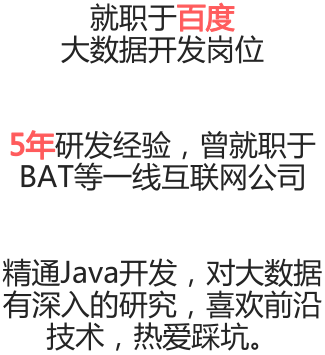 就职于百度
大数据开发岗位
5年研发经验，曾就职于
BAT等一线互联网公司
精通Java开发，对大数据
有深入的研究，喜欢前沿
技术，热爱踩坑。